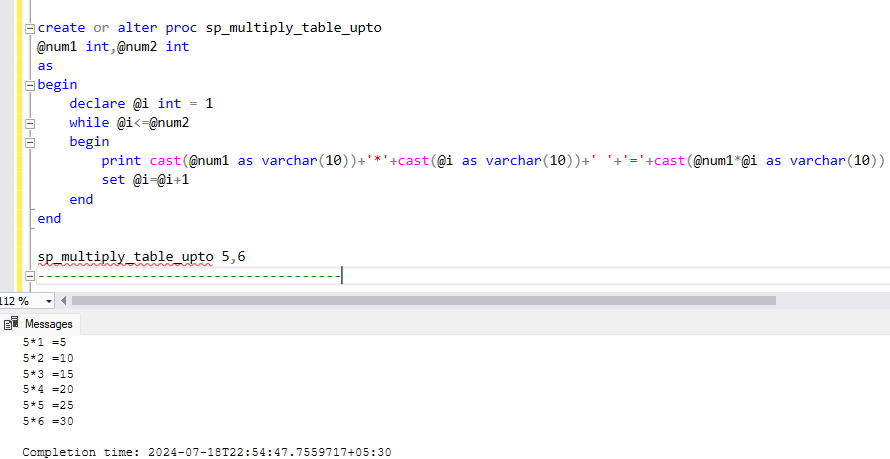 create or alter proc sp_multiply_table_upto
@num1 int,@num2 int
as
begin
declare @i int = 1
while @i<=@num2
begin
print cast(@num1 as varchar(10))+'*'+cast(@i as varchar(10))+' '+'='+cast(@num1*@i as varchar(10))
set @i=@i+1
end
end
sp_multiply_table_upto 5,6
--------------------------------------
112 %
Messages
5*1 =5
5*2 =10
5*3 =15
5*4 =20
5*5 =25
5*6 =30
Completion time: 2024-07-18T22:54:47.7559717+05:30